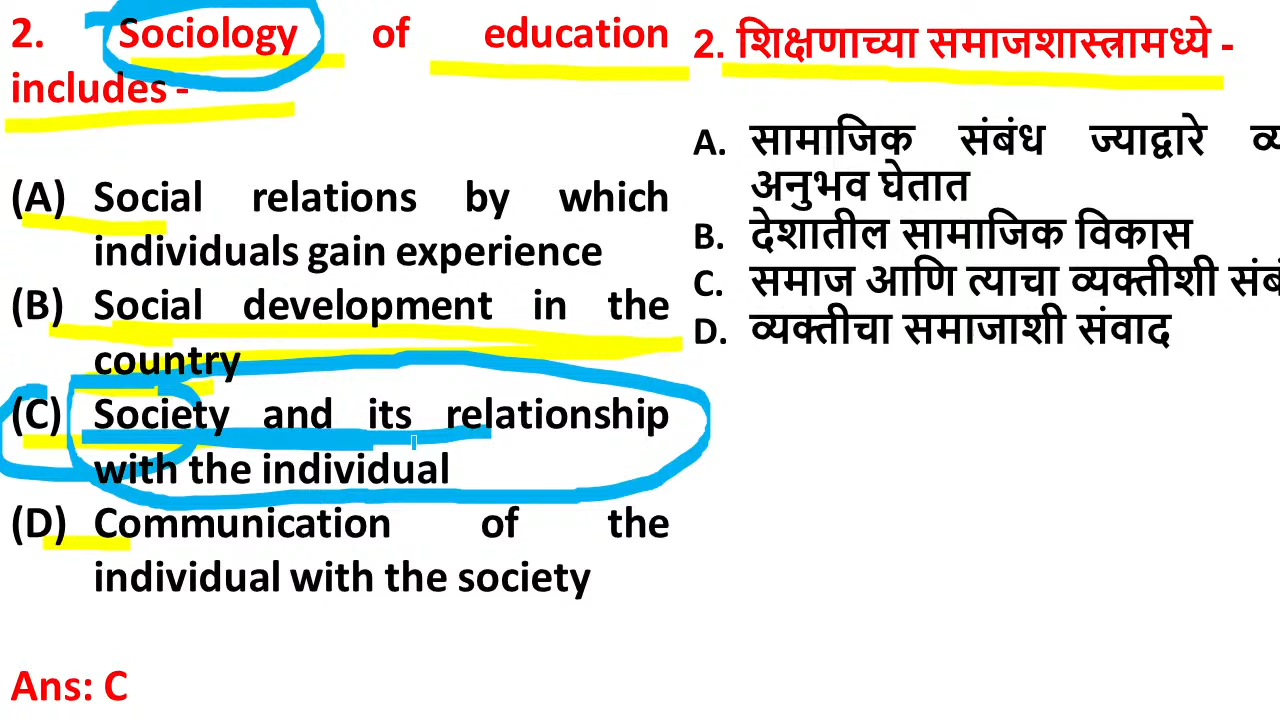 2. Sociology of education
includes -
(A) Social relations by which
individuals gain experience
(B) Social development in the
country
(C) Society and its relationship
with the individual
(D) Communication of the
individual with the society
Ans: C
2. शिक्षणाच्या समाजशास्त्रामध्ये -
A. सामाजिक संबंध ज्याद्वारे
अनुभव घेतात
B. देशातील सामाजिक विकास
C. समाज आणि त्याचा व्यक्तीशी
D. व्यक्तीचा समाजाशी संवाद